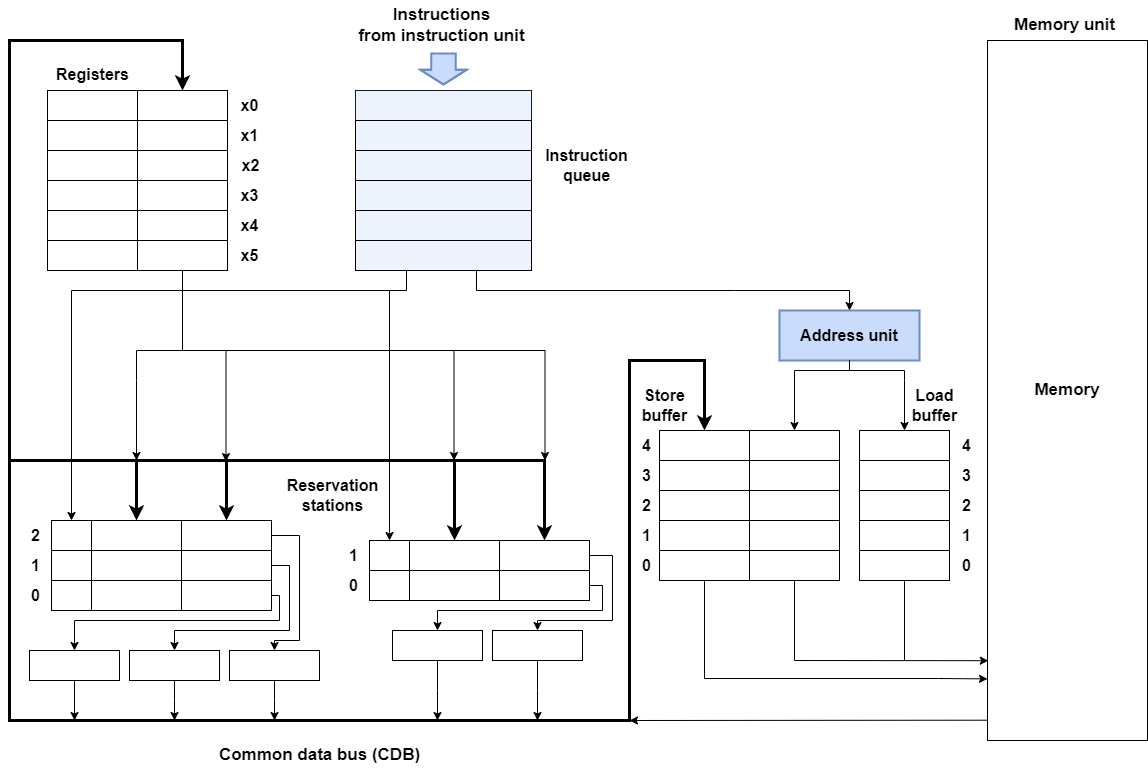 Instructions
from instruction unit
Memory unit
Registers
x0
x1
x2
x3
x4
x5
Instruction
queue
Address unit
Memory
Store
buffer
Load
buffer
4
3
2
1
0
4
3
2
1
0
Reservation
stations
2
1
0
1
0
Common data bus (CDB)